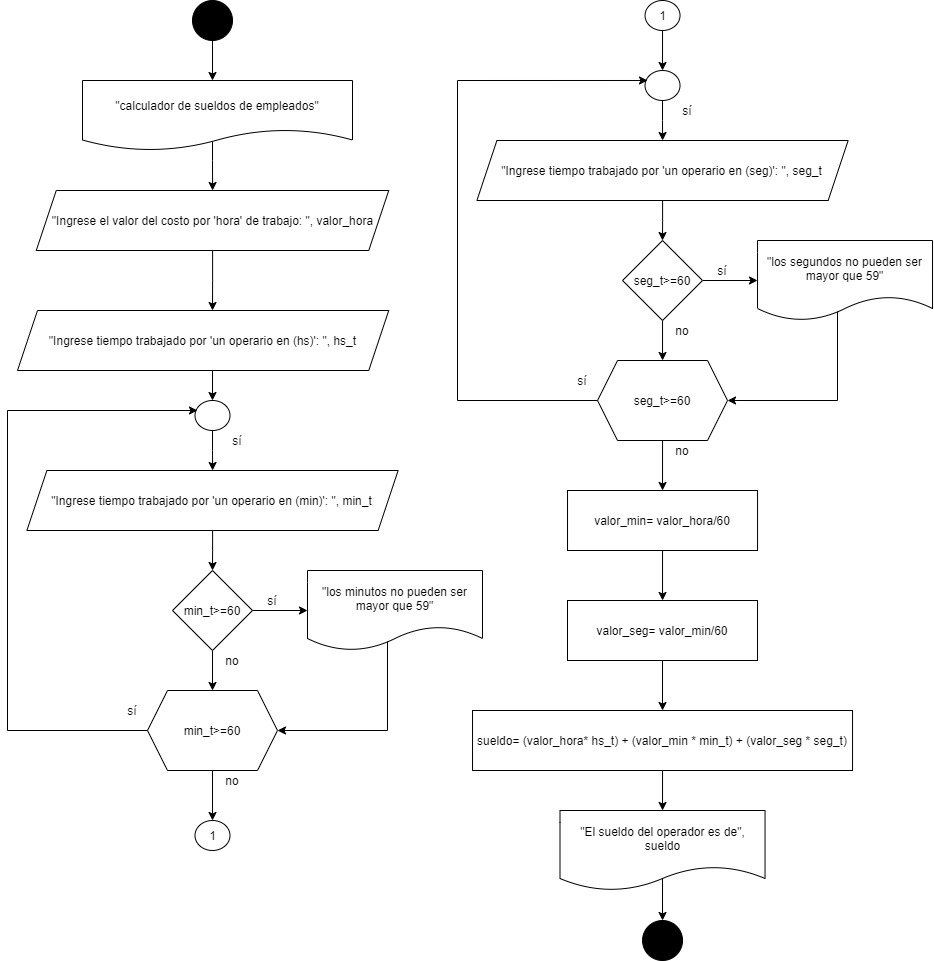 "calculador de sueldos de empleados"
"Ingrese el valor del costo por 'hora' de trabajo: ", valor_hora
"Ingrese tiempo trabajado por 'un operario en (hs)': ", hs_t
sí
"Ingrese tiempo trabajado por 'un operario en (min)': ", min_t
min_t>=60
sí
"los minutos no pueden ser
mayor que 59"
no
sí
min_t>=60
no
1
1
sí
"Ingrese tiempo trabajado por 'un operario en (seg)': ", seg_t
seg_t>=60
sí
"los segundos no pueden ser
mayor que 59"
no
sí
seg_t>=60
no
valor_min= valor_hora/60
valor_seg= valor_min/60
sueldo= (valor_hora* hs_t) + (valor_min * min_t) + (valor_seg * seg_t)
"El sueldo del operador es de",
sueldo